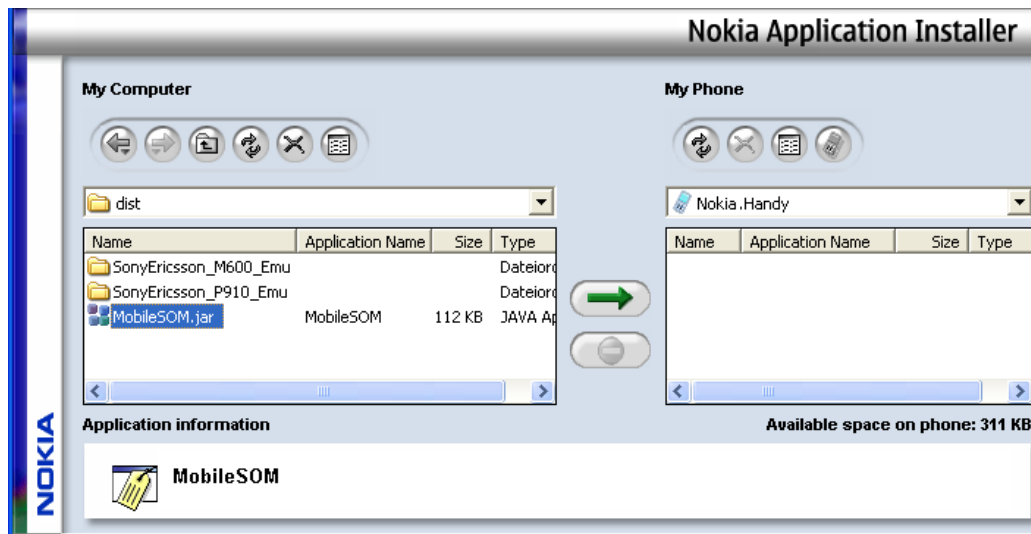 Nokia Application Installer
My Computer
My Phone
dist
Nokia.Handy
Name Application Name Size Type
Name Application Name Size Type
SonyEricsson_M600_Emu Dateiord
SonyEricsson_P910_Emu Dateiord
MobileSOM.jar MobileSOM 112 KB JAVA Ap
Application information
Available space on phone: 311 KB
MobileSOM
NOKIA